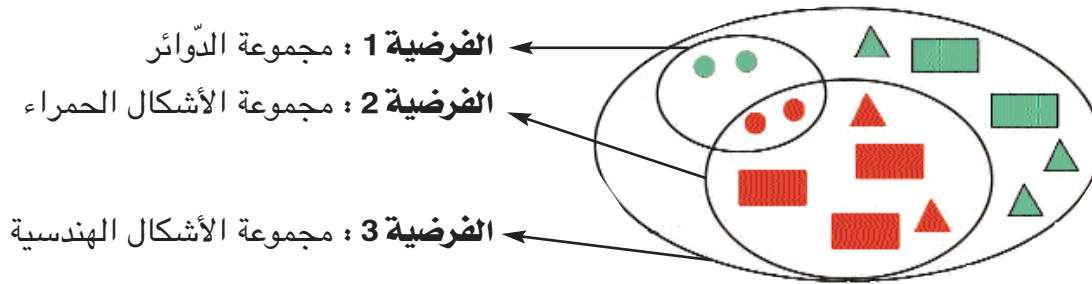 الفرضية 1 : مجموعة الدّوائر
الفرضية 2 : مجموعة الأشكال الحمراء
الفرضية 3 : مجموعة الأشكال الهندسية